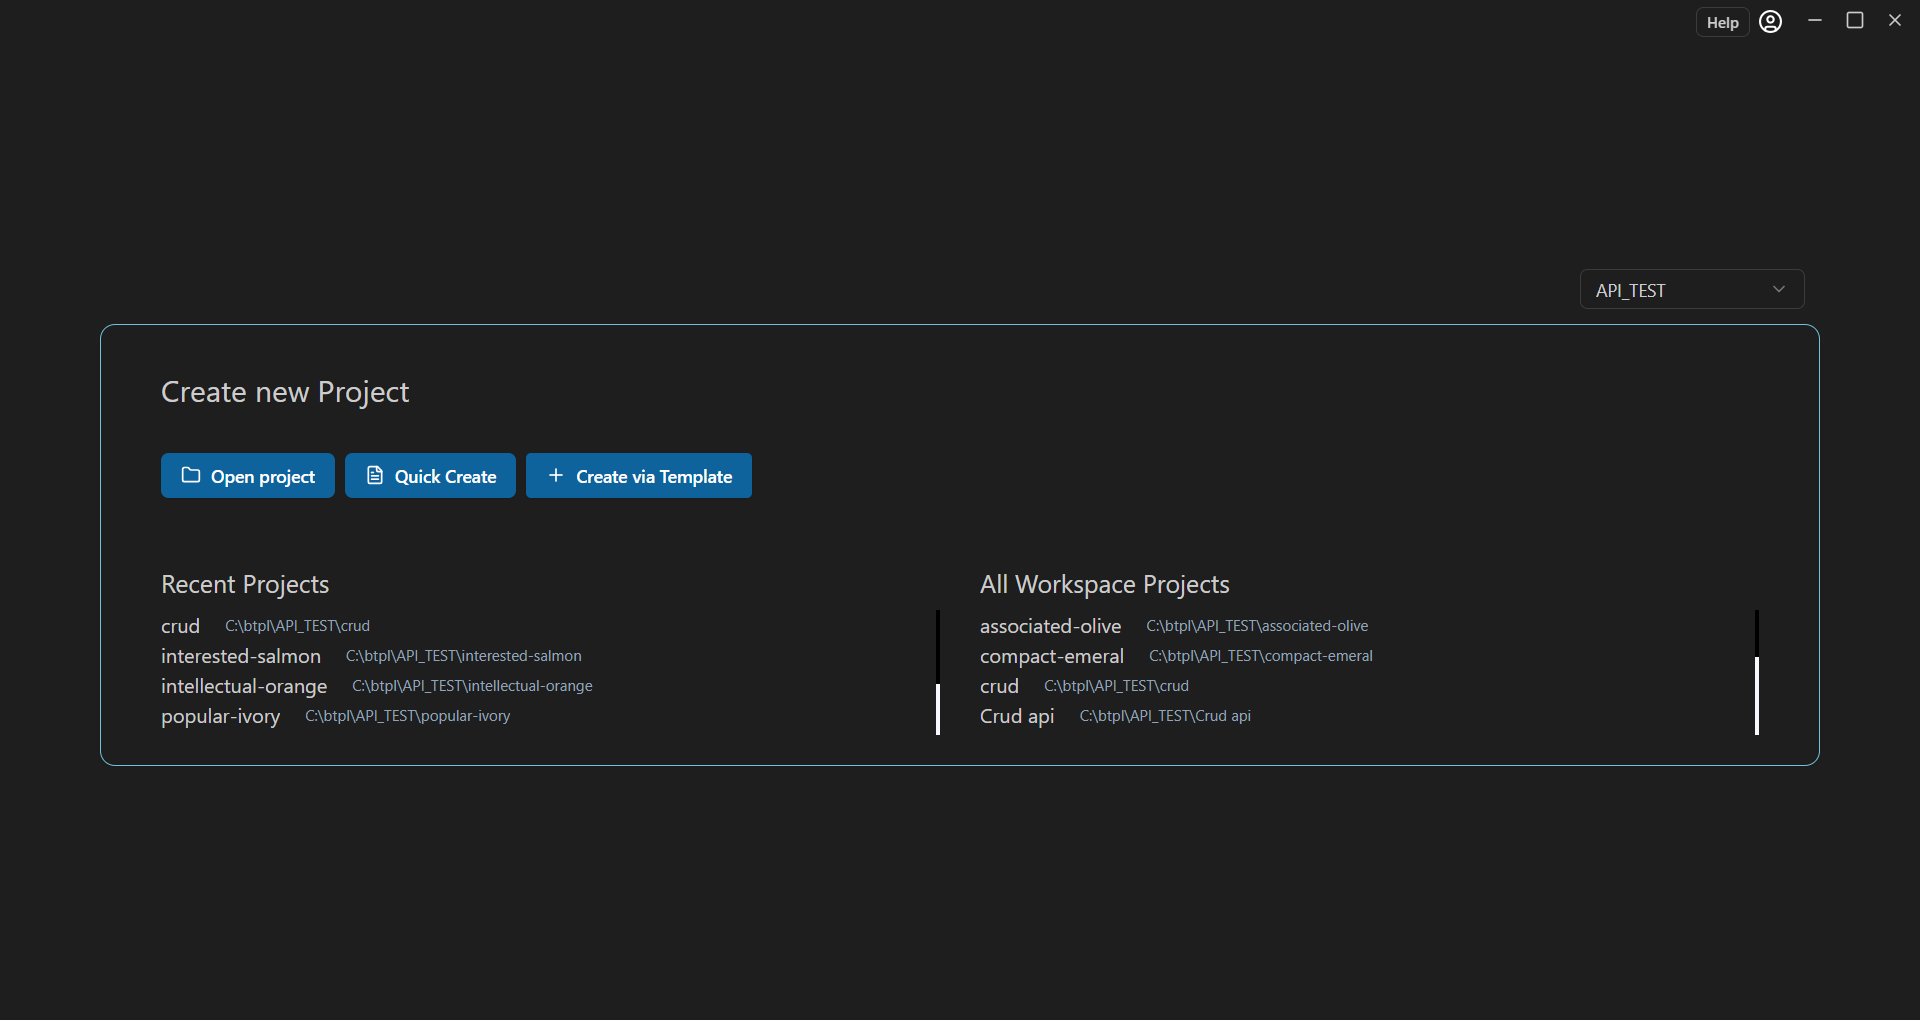 Help
API_TEST
Create new Project
Open project
Quick Create
Create via Template
Recent Projects
crud C:\btpl\API_TEST\crud
interested-salmon C:\btpl\API_TEST\interested-salmon
intellectual-orange C:\btpl\API_TEST\intellectual-orange
popular-ivory C:\btpl\API_TEST\popular-ivory
All Workspace Projects
associated-olive C:\btpl\API_TEST\associated-olive
compact-emeral C:\btpl\API_TEST\compact-emeral
crud C:\btpl\API_TEST\crud
Crud api C:\btpl\API_TEST\Crud api